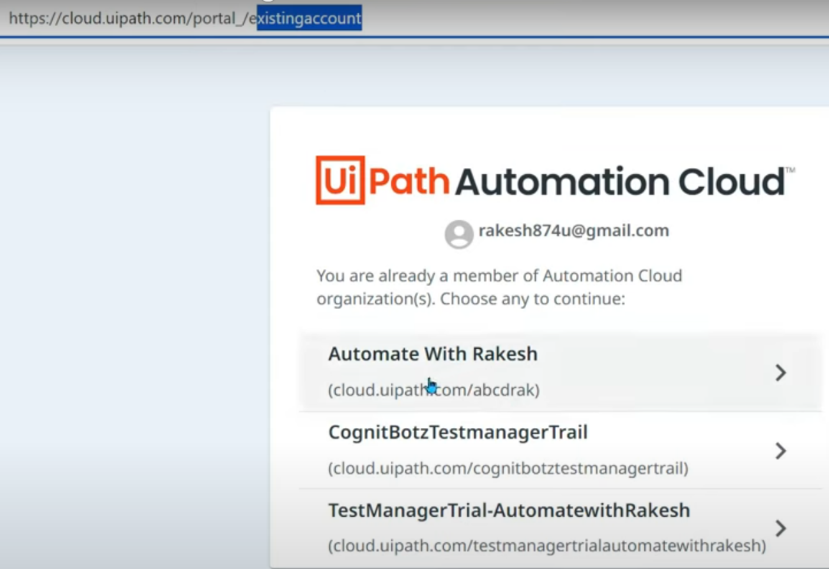 https://cloud.uipath.com/portal_/existingaccount
UiPath Automation Cloud™
rakesh874u@gmail.com
You are already a member of Automation Cloud
organization(s). Choose any to continue:
Automate With Rakesh
(cloud.uipath.com/abcdrak)
CognitBotzTestmanagerTrail
(cloud.uipath.com/cognitbotztestmanagertrail)
TestManagerTrial-AutomatewithRakesh
(cloud.uipath.com/testmanagertrialautomatewithrakesh)